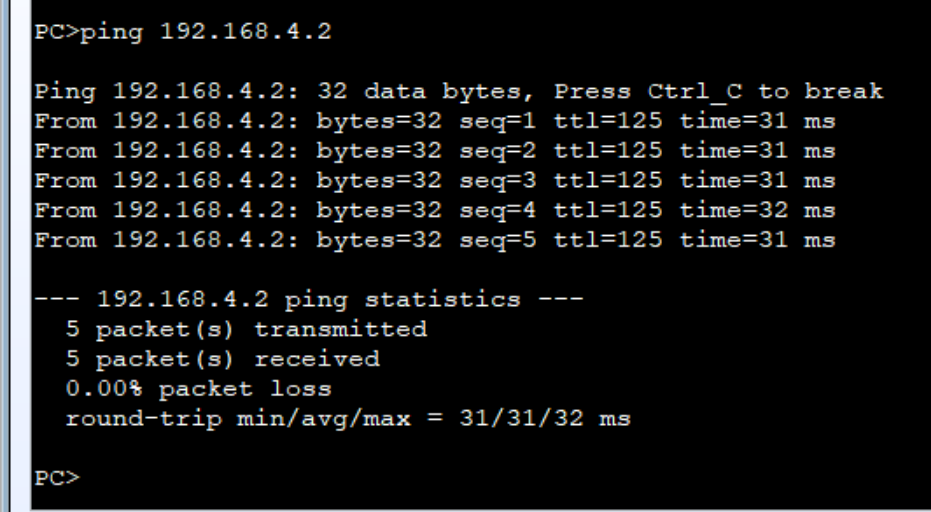 PC>ping 192.168.4.2
Ping 192.168.4.2: 32 data bytes, Press Ctrl_C to break
From 192.168.4.2: bytes=32 seq=1 ttl=125 time=31 ms
From 192.168.4.2: bytes=32 seq=2 ttl=125 time=31 ms
From 192.168.4.2: bytes=32 seq=3 ttl=125 time=31 ms
From 192.168.4.2: bytes=32 seq=4 ttl=125 time=32 ms
From 192.168.4.2: bytes=32 seq=5 ttl=125 time=31 ms
--- 192.168.4.2 ping statistics ---
5 packet(s) transmitted
5 packet(s) received
0.00% packet loss
round-trip min/avg/max = 31/31/32 ms
PC>